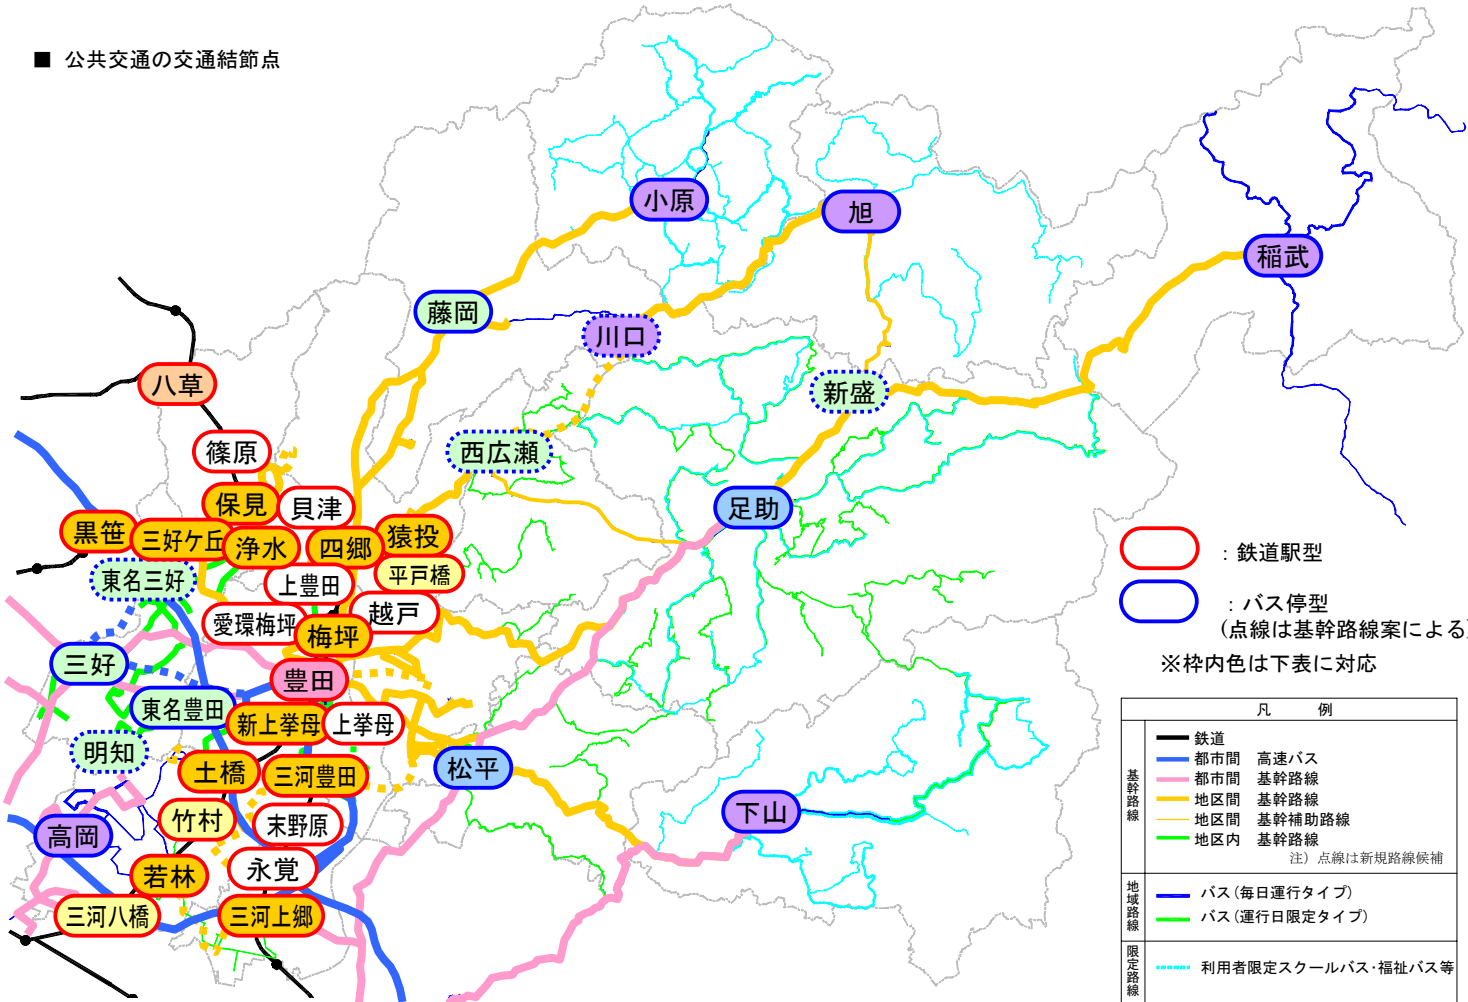 ■ 公共交通の交通結節点
小原
旭
稲武
藤岡
川口
八草
新盛
篠原
西広瀬
保見
貝津
足助
黒笹
三好ケ丘
浄水
四郷
猿投
東名三好
上豊田
平戸橋
愛環梅坪
梅坪
越戸
三好
豊田
東名豊田
新上挙母
上挙母
明知
土橋
三河豊田
松平
竹村
末野原
下山
高岡
若林
永覚
三河八橋
三河上郷
：鉄道駅型
：バス停型
(点線は基幹路線案による)
※枠内色は下表に対応
凡 例
基幹路線
鉄道
都市間 高速バス
都市間 基幹路線
地区間 基幹路線
地区間 基幹補助路線
地区内 基幹路線
注）点線は新規路線候補
地域路線
バス(毎日運行タイプ)
バス(運行日限定タイプ)
限定路線
利用者限定スクールバス・福祉バス等